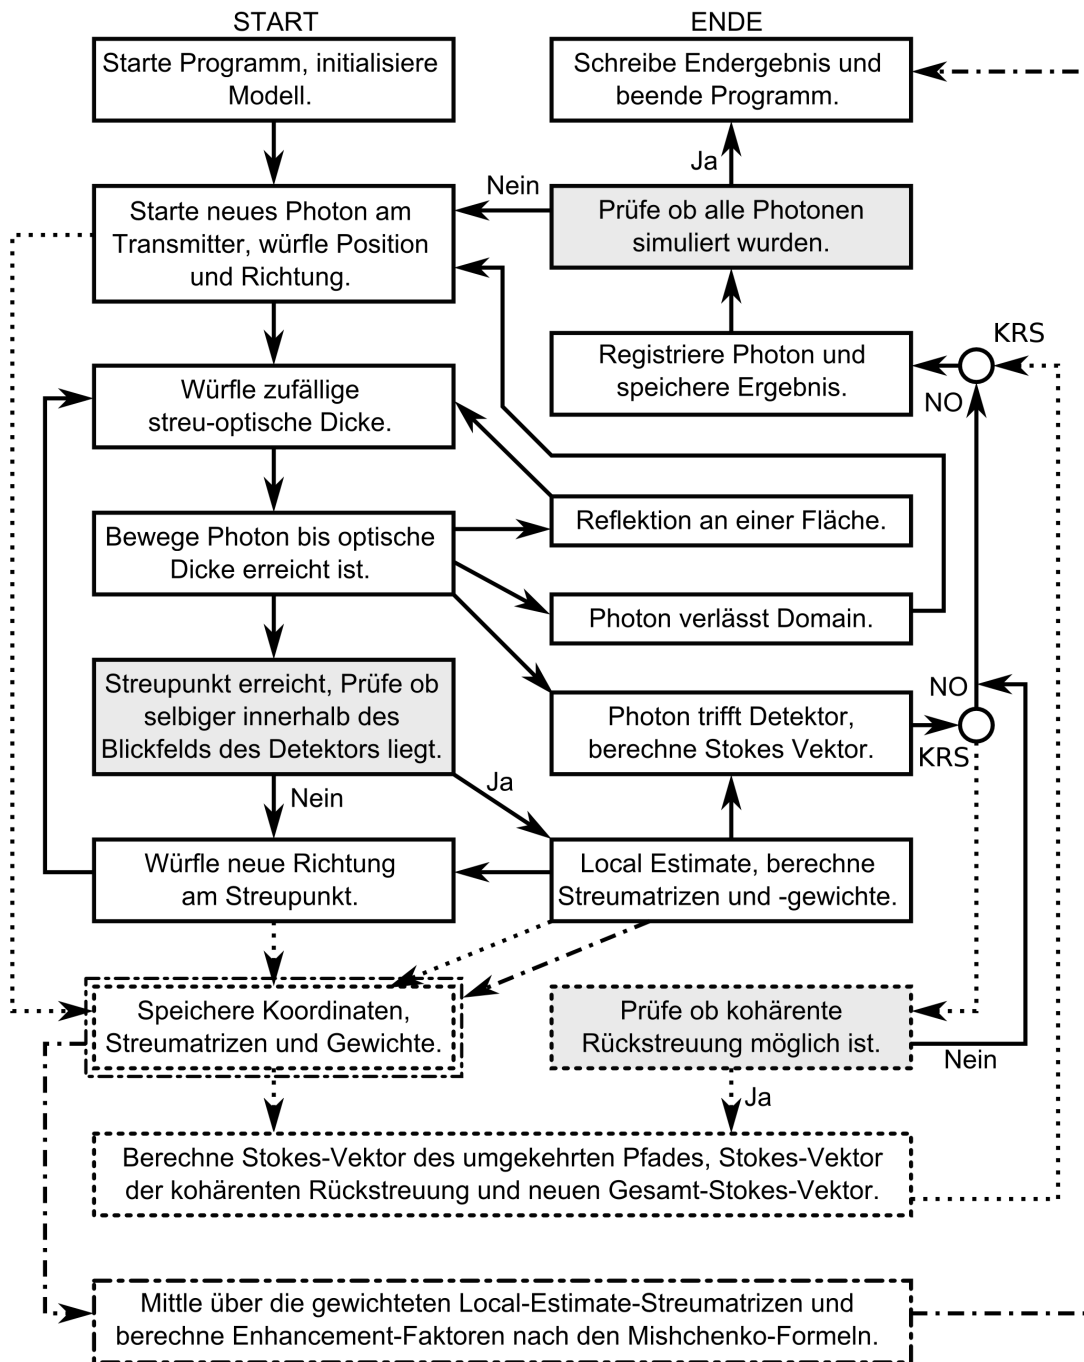 START
Starte Programm, initialisiere
Modell.
ENDE
Schreibe Endergebnis und
beende Programm.
Ja
Nein
Starte neues Photon am
Transmitter, würfle Position
und Richtung.
Prüfe ob alle Photonen
simuliert wurden.
KRS
Registriere Photon und
speichere Ergebnis.
NO
Würfle zufällige
streu-optische Dicke.
Reflektion an einer Fläche.
Bewege Photon bis optische
Dicke erreicht ist.
Photon verlässt Domain.
Streupunkt erreicht, Prüfe ob
selbiger innerhalb des
Blickfelds des Detektors liegt.
NO
Photon trifft Detektor,
berechne Stokes Vektor.
KRS
Ja
Nein
Würfle neue Richtung
am Streupunkt.
Local Estimate, berechne
Streumatrizen und -gewichte.
Speichere Koordinaten,
Streumatrizen und Gewichte.
Prüfe ob kohärente
Rückstreuung möglich ist.
Nein
Ja
Berechne Stokes-Vektor des umgekehrten Pfades, Stokes-Vektor
der kohärenten Rückstreuung und neuen Gesamt-Stokes-Vektor.
Mittle über die gewichteten Local-Estimate-Streumatrizen und
berechne Enhancement-Faktoren nach den Mishchenko-Formeln.